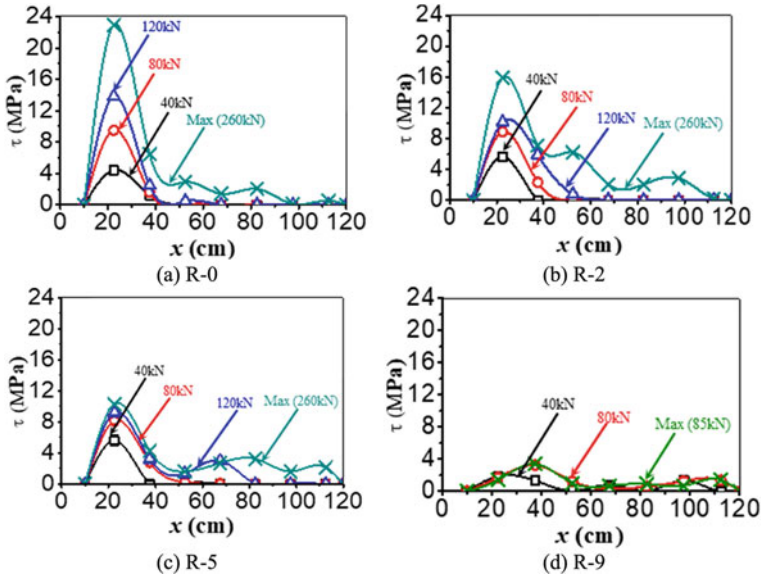 24
20
16
12
8
4
0
τ (MPa)
120kN
80kN
40kN
Max (260kN)
0 20 40 60 80 100 120
x (cm)
(a) R-0
24
20
16
12
8
4
0
τ (MPa)
40kN
80kN
120kN
Max (260kN)
0 20 40 60 80 100 120
x (cm)
(b) R-2
24
20
16
12
8
4
0
τ (MPa)
40kN
80kN
120kN
Max (260kN)
0 20 40 60 80 100 120
x (cm)
(c) R-5
24
20
16
12
8
4
0
τ (MPa)
40kN
80kN
Max (85kN)
0 20 40 60 80 100 120
x (cm)
(d) R-9